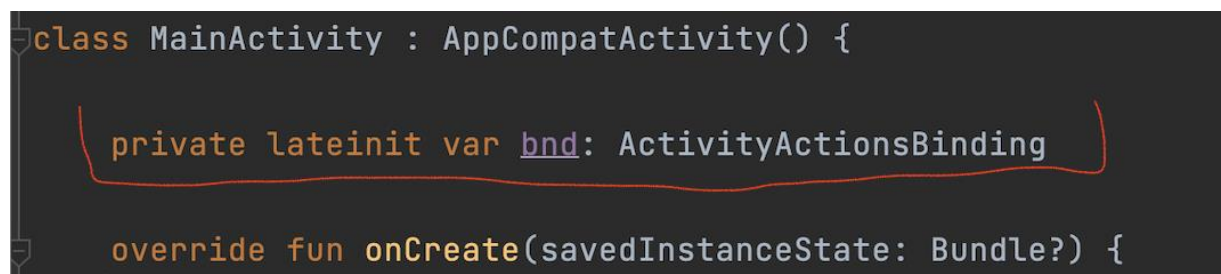 class MainActivity : AppCompatActivity() {
private lateinit var bnd: ActivityActionsBinding
override fun onCreate(savedInstanceState: Bundle?) {